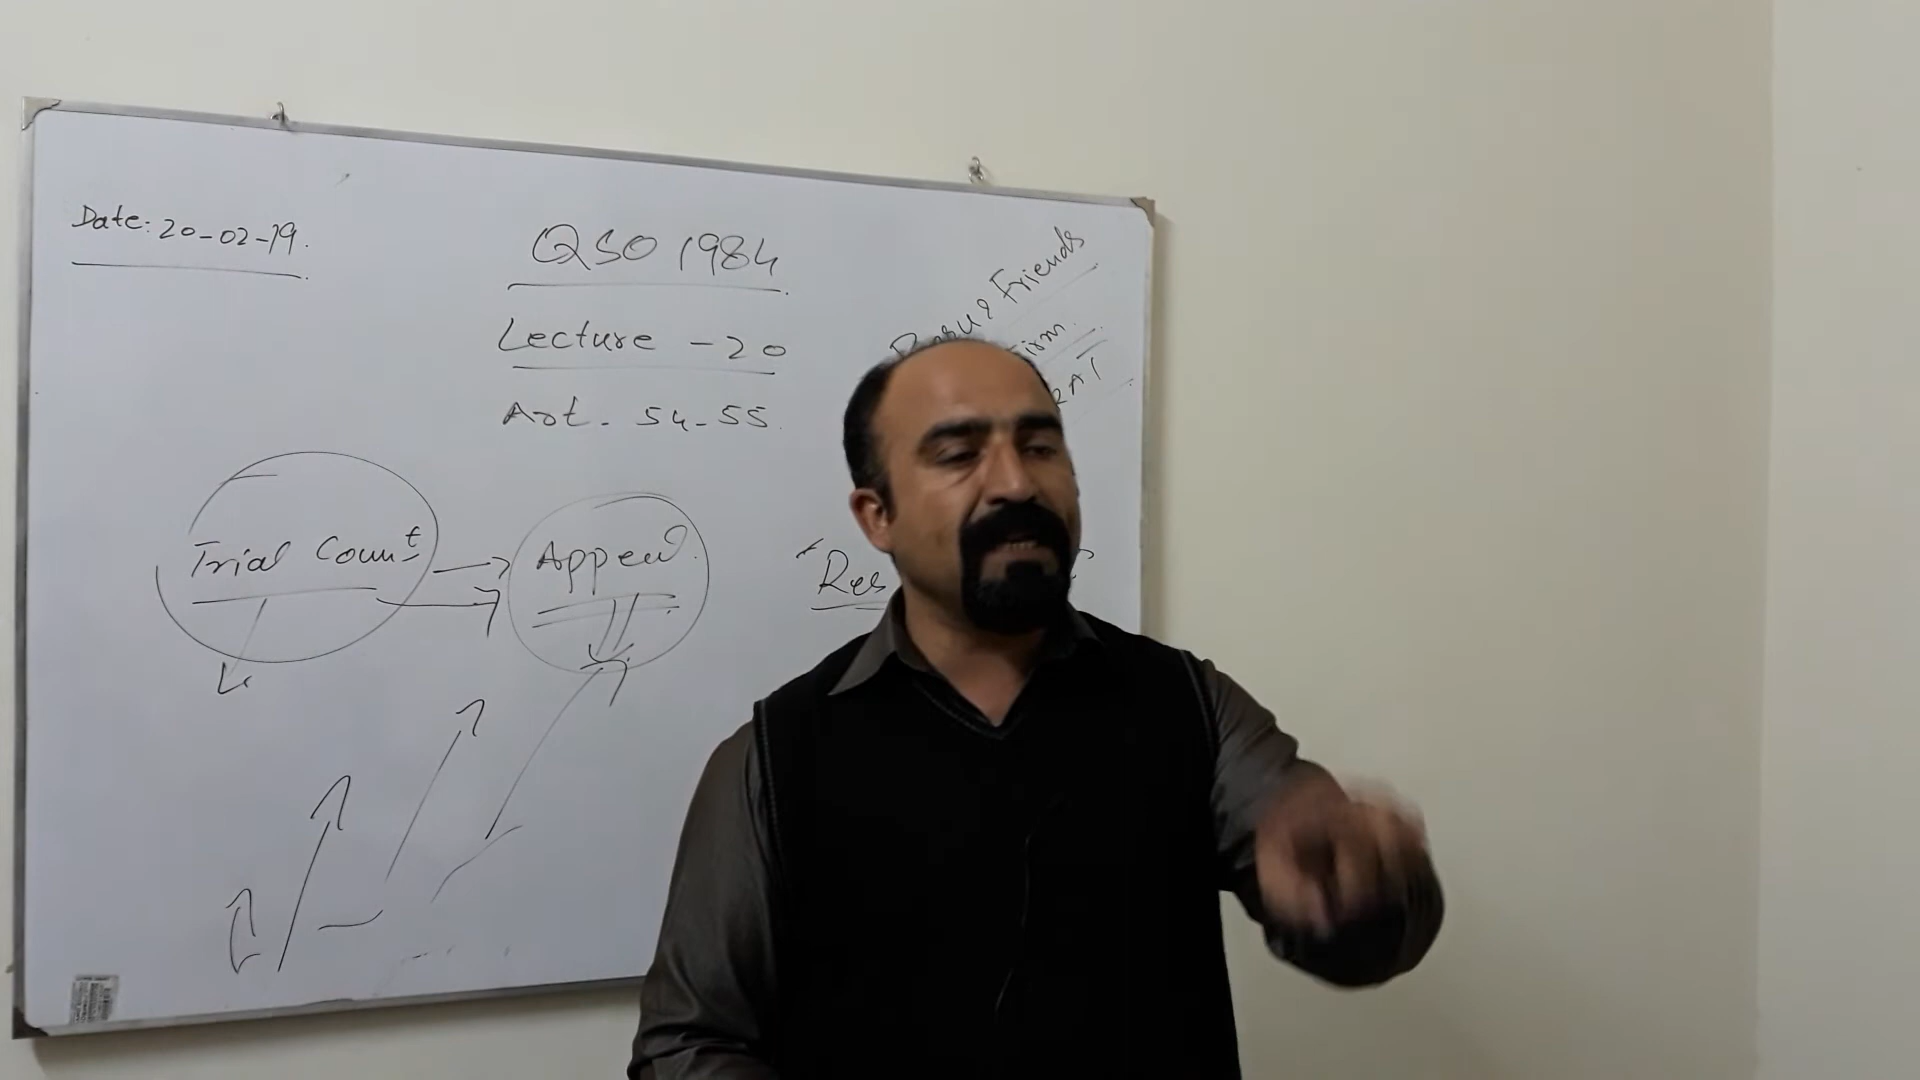 Date: 20-02-19.
QSO 1984
Lecture - 20
Art. 54-55.
& Friends
Trial Court
Appeal.